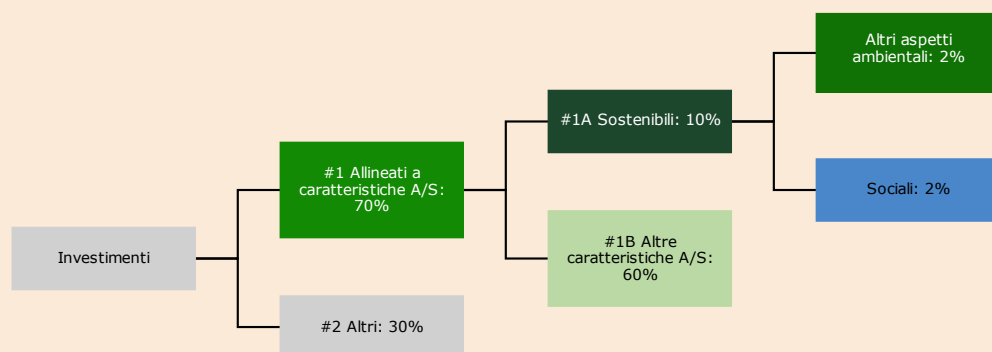 Altri aspetti
ambientali: 2%
#1A Sostenibili: 10%
#1 Allineati a
caratteristiche A/S:
70%
Sociali: 2%
#1B Altre
caratteristiche A/S:
60%
Investimenti
#2 Altri: 30%